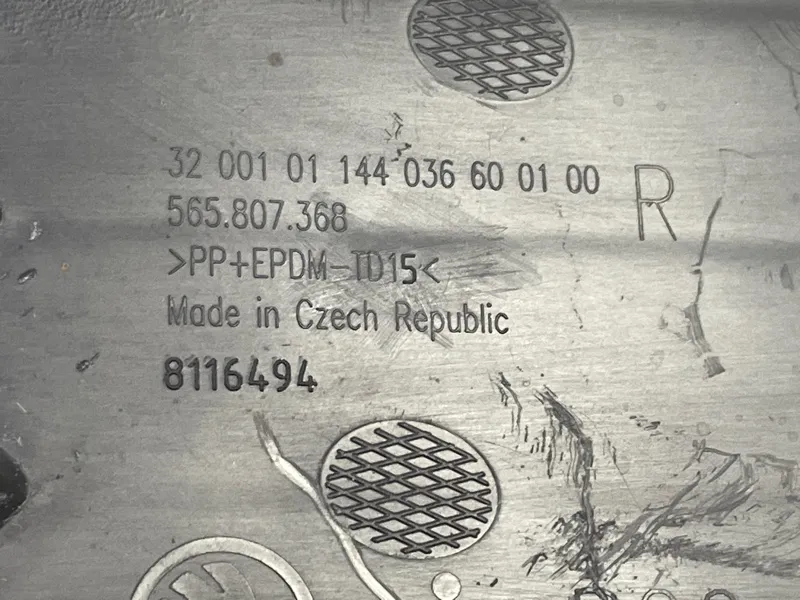 32 001 01 144 036 60 01 00
R
565.807.368
>PP+EPDM-TD15<
Made in Czech Republic
8116494